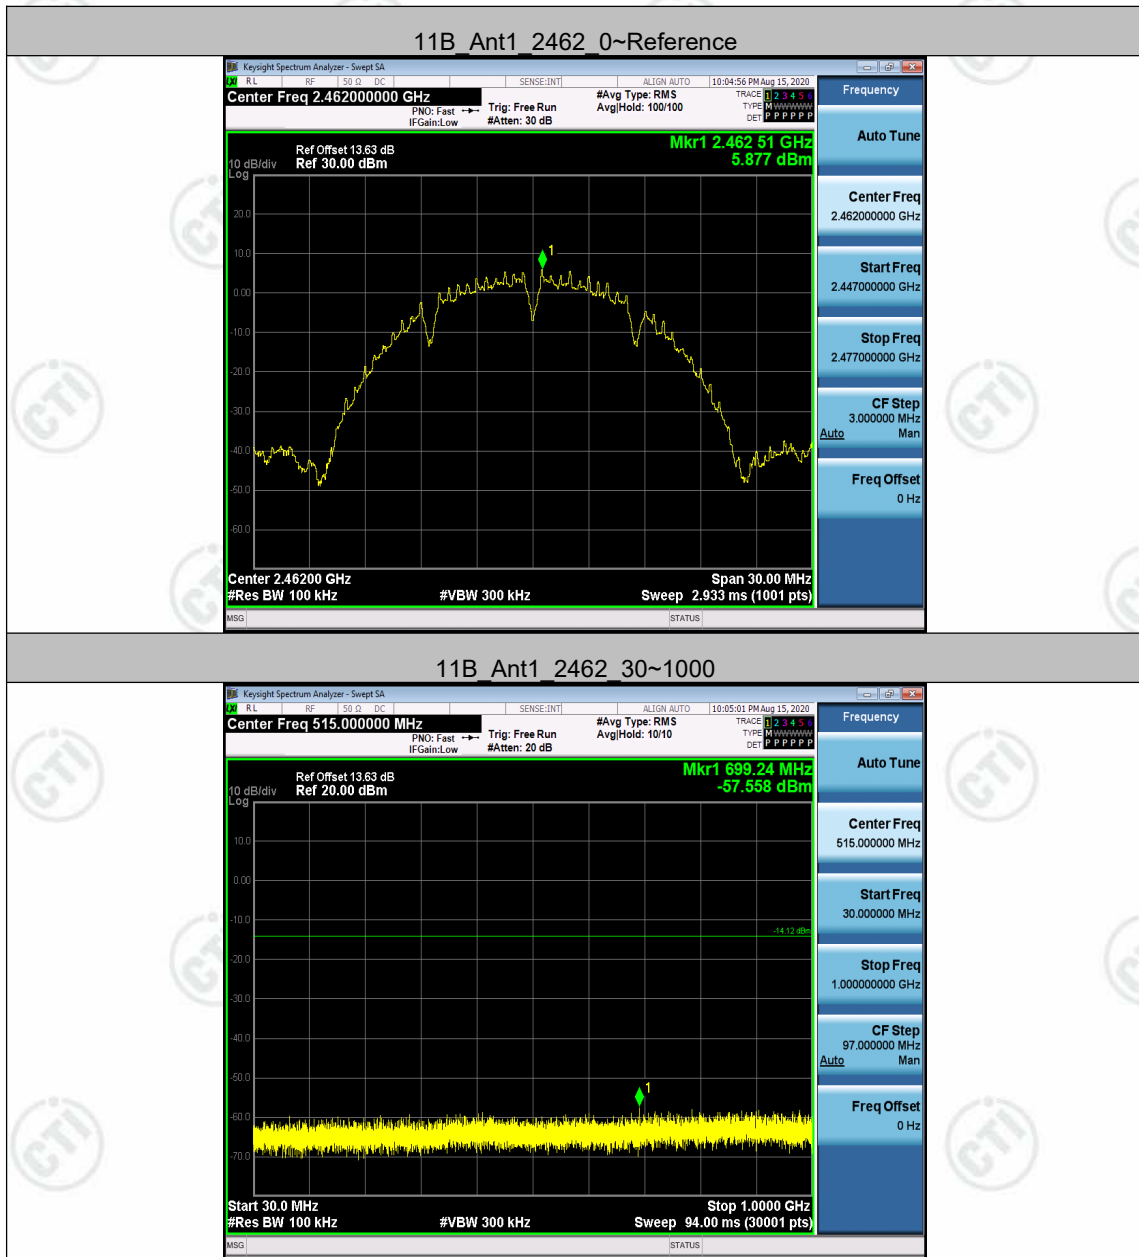 11B_Ant1_2462_0~Reference
Keysight Spectrum Analyzer - Swept SA
RL RF 50 Ω DC SENSE:INT ALIGN AUTO 10:04:56 PM Aug 15, 2020
Center Freq 2.462000000 GHz
PNO: Fast
IFGain:Low
Trig: Free Run
#Atten: 30 dB
#Avg Type: RMS
Avg|Hold: 100/100
TRACE 1 2 3 4 5 6
TYPE M WWWWW
DET P P P P P P
Frequency
Auto Tune
Center Freq
2.462000000 GHz
Start Freq
2.447000000 GHz
Stop Freq
2.477000000 GHz
CF Step
3.000000 MHz
Auto Man
Freq Offset
0 Hz
Mkr1 2.462 51 GHz
5.877 dBm
Ref Offset 13.63 dB
10 dB/div Ref 30.00 dBm
Log
20.0
10.0
0.00
-10.0
-20.0
-30.0
-40.0
-50.0
-60.0
1
Center 2.46200 GHz Span 30.00 MHz
#Res BW 100 kHz #VBW 300 kHz Sweep 2.933 ms (1001 pts)
MSG STATUS
11B_Ant1_2462_30~1000
Keysight Spectrum Analyzer - Swept SA
RL RF 50 Ω DC SENSE:INT ALIGN AUTO 10:05:01 PM Aug 15, 2020
Center Freq 515.000000 MHz
PNO: Fast
IFGain:Low
Trig: Free Run
#Atten: 20 dB
#Avg Type: RMS
Avg|Hold: 10/10
TRACE 1 2 3 4 5 6
TYPE M WWWWW
DET P P P P P P
Frequency
Auto Tune
Center Freq
515.000000 MHz
Start Freq
30.000000 MHz
Stop Freq
1.000000000 GHz
CF Step
97.000000 MHz
Auto Man
Freq Offset
0 Hz
Mkr1 699.24 MHz
-57.558 dBm
Ref Offset 13.63 dB
10 dB/div Ref 20.00 dBm
Log
10.0
0.00
-10.0
-20.0
-30.0
-40.0
-50.0
-60.0
-70.0
-14.12 dBm
1
Start 30.0 MHz Stop 1.0000 GHz
#Res BW 100 kHz #VBW 300 kHz Sweep 94.00 ms (30001 pts)
MSG STATUS
CTI